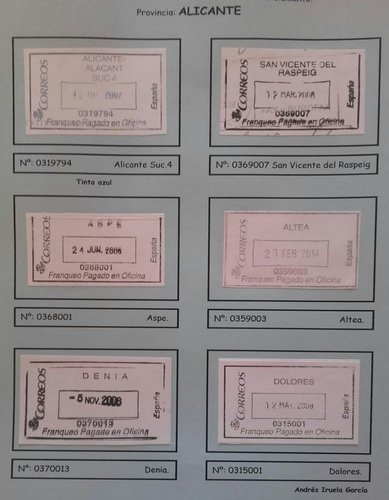 Provincia: ALICANTE
CORREOS
ALICANTE-
ALACANT
SUC.4
2007
0319794
Franqueo Pagado en Oficina
España
Nº: 0319794 Alicante Suc.4
Tinta azul
CORREOS
SAN VICENTE DEL
RASPEIG
12 MAR. 2008
0369007
Franqueo Pagado en Oficina
España
Nº: 0369007 San Vicente del Raspeig
CORREOS
ASPE
24 JUN. 2008
0368001
Franqueo Pagado en Oficina
España
Nº: 0368001 Aspe.
CORREOS
ALTEA
FEB 2014
0359003
Franqueo Pagado en Oficina
España
Nº: 0359003 Altea.
CORREOS
DENIA
-5 NOV. 2008
0370013
Franqueo Pagado en Oficina
España
Nº: 0370013 Denia.
CORREOS
DOLORES
12 2008
0315001
Franqueo Pagado en Oficina
España
Nº: 0315001 Dolores.
Andrés Iruela García